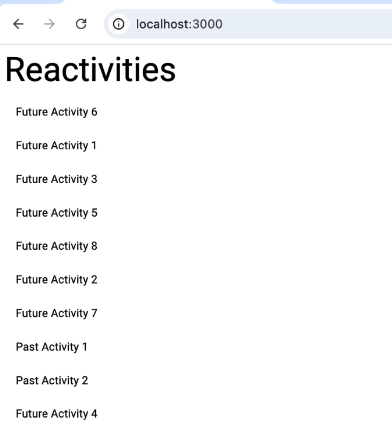 localhost:3000
Reactivities
Future Activity 6
Future Activity 1
Future Activity 3
Future Activity 5
Future Activity 8
Future Activity 2
Future Activity 7
Past Activity 1
Past Activity 2
Future Activity 4